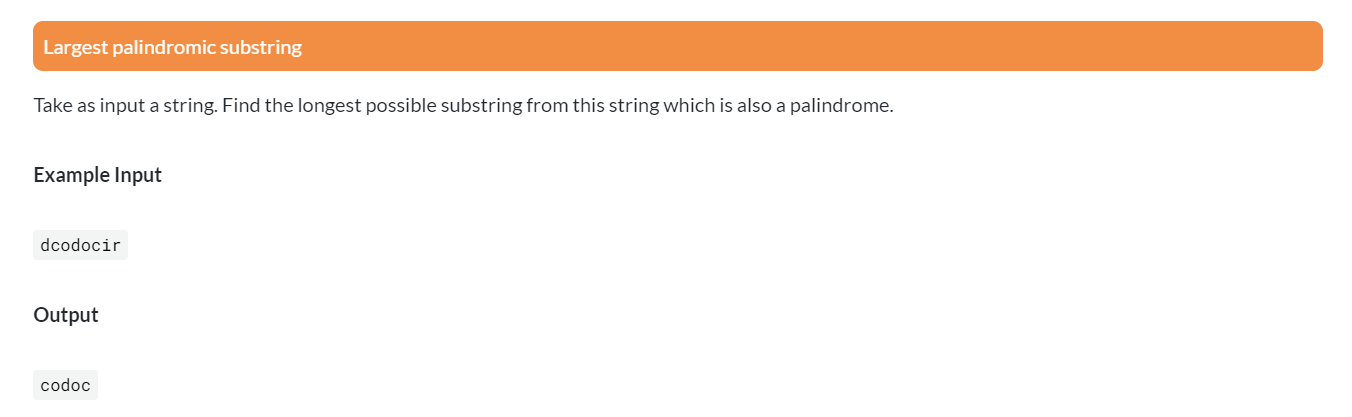 Largest palindromic substring
Take as input a string. Find the longest possible substring from this string which is also a palindrome.
Example Input
dcodocir
Output
codoc